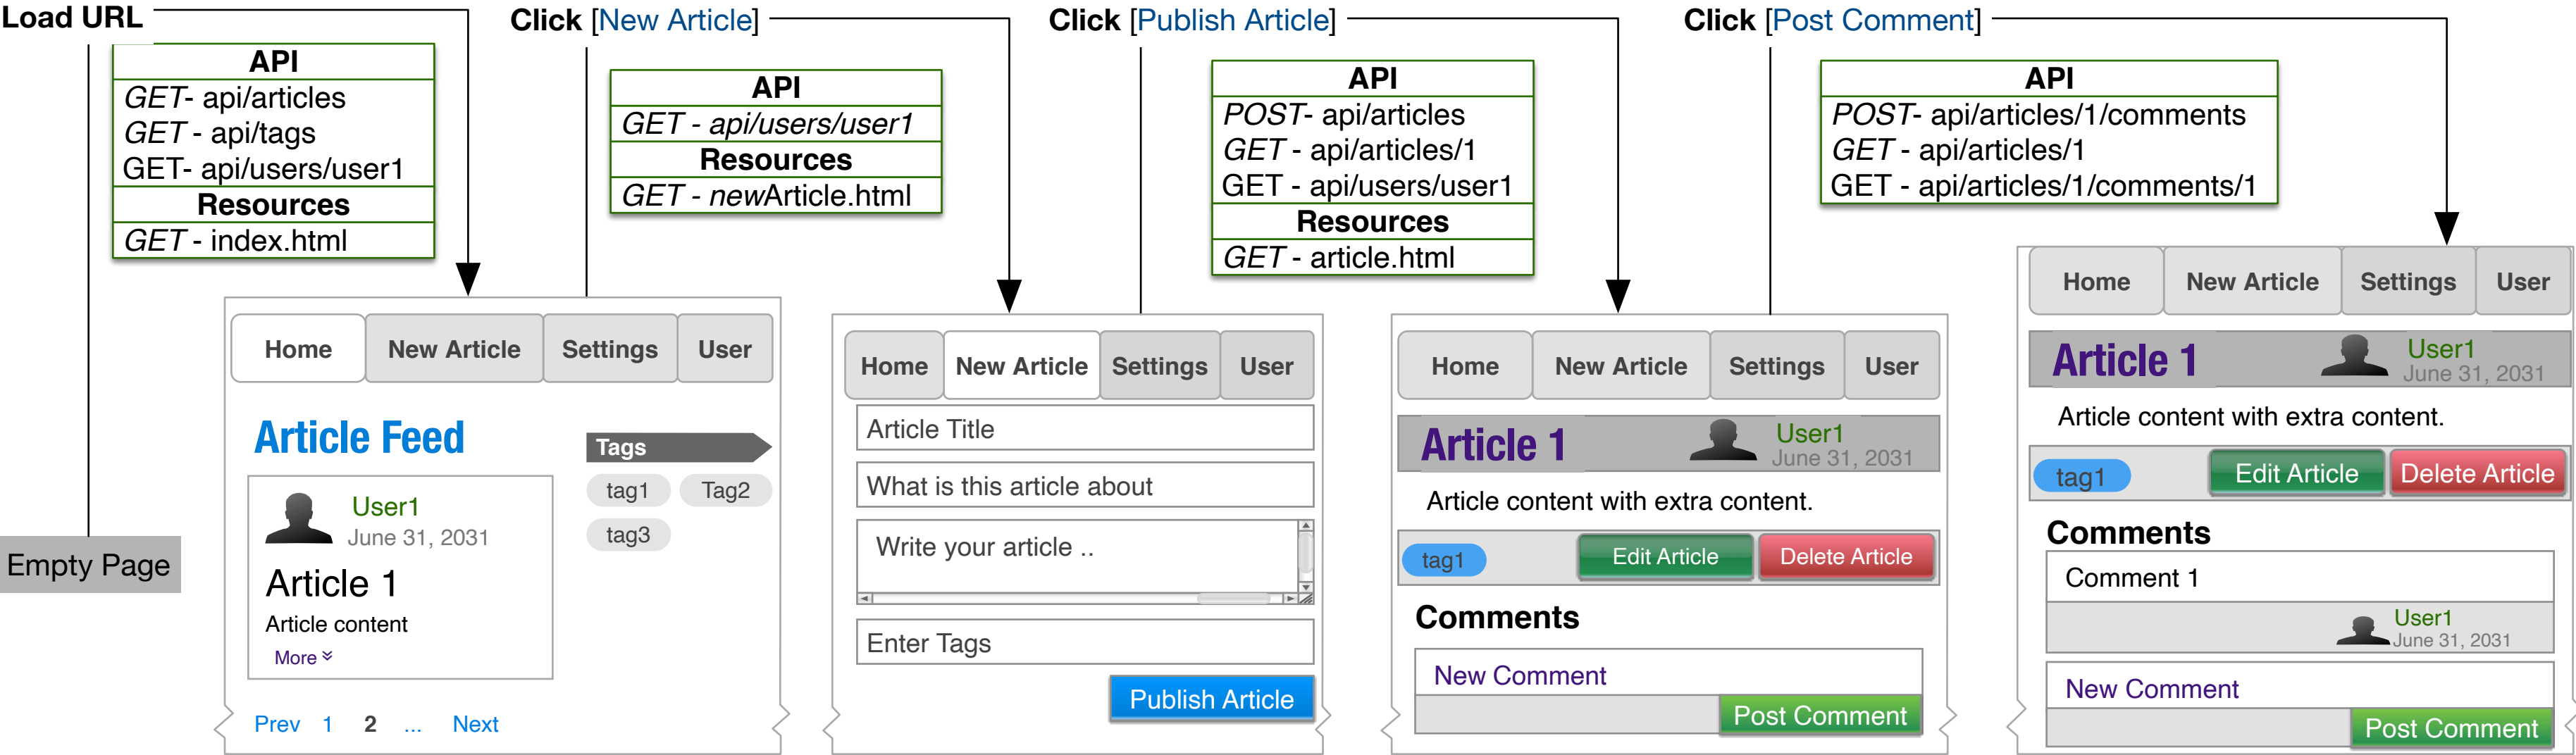 Load URL
API
GET- api/articles
GET - api/tags
GET- api/users/user1
Resources
GET - index.html
Empty Page
Home New Article Settings User
Article Feed
User1
June 31, 2031
Article 1
Article content
More
Tags
tag1 Tag2
tag3
Prev 1 2 ... Next
Click [New Article]
API
GET - api/users/user1
Resources
GET - newArticle.html
Home New Article Settings User
Article Title
What is this article about
Write your article ..
Enter Tags
Publish Article
Click [Publish Article]
API
POST- api/articles
GET - api/articles/1
GET - api/users/user1
Resources
GET - article.html
Home New Article Settings User
Article 1
User1
June 31, 2031
Article content with extra content.
tag1 Edit Article Delete Article
Comments
New Comment
Post Comment
Click [Post Comment]
API
POST- api/articles/1/comments
GET - api/articles/1
GET - api/articles/1/comments/1
Home New Article Settings User
Article 1
User1
June 31, 2031
Article content with extra content.
tag1 Edit Article Delete Article
Comments
Comment 1
User1
June 31, 2031
New Comment
Post Comment